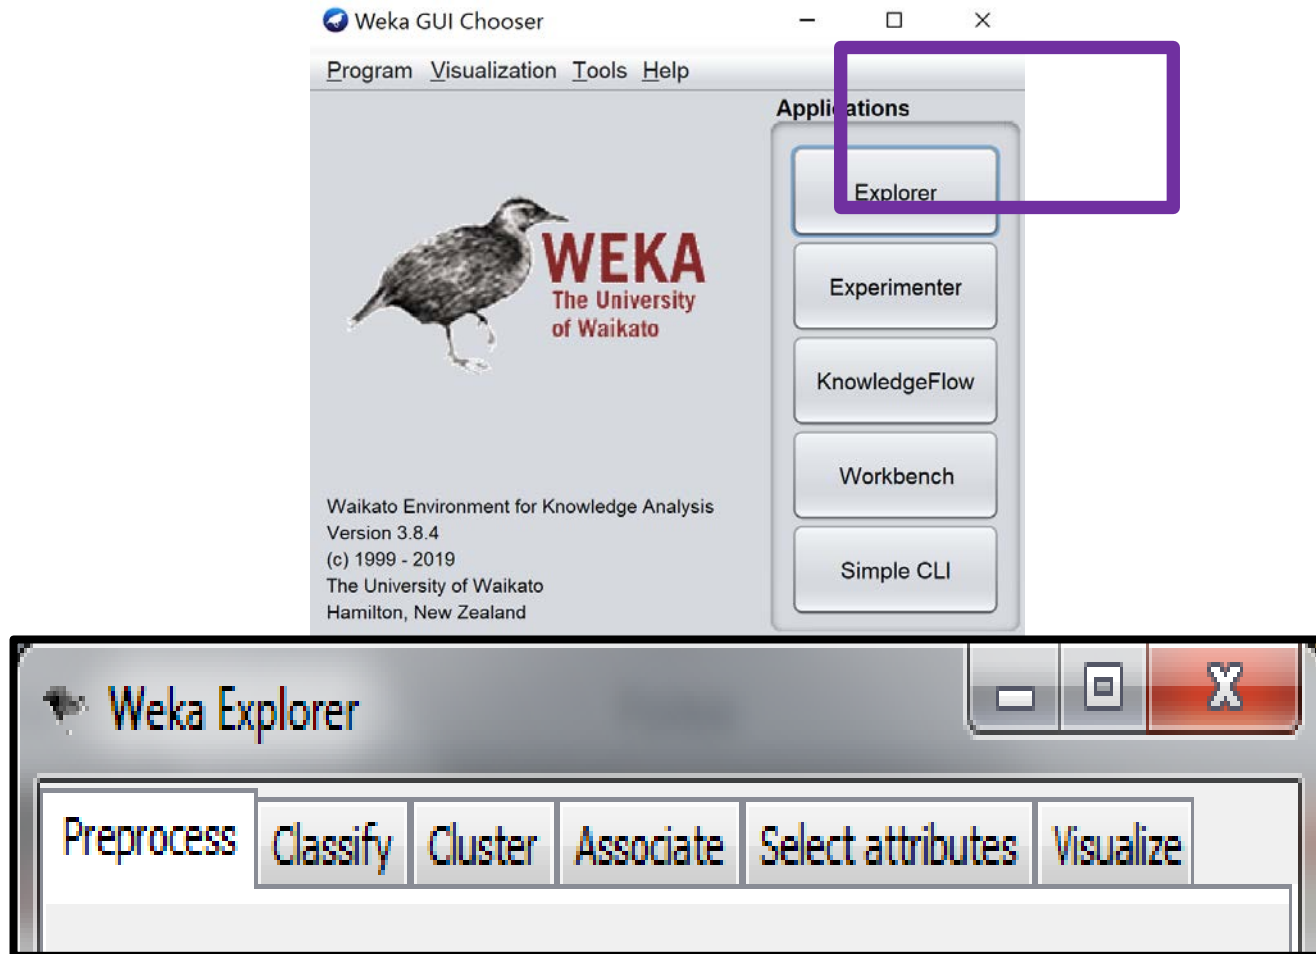 Weka GUI Chooser
Program Visualization Tools Help
Applications
Explorer
Experimenter
KnowledgeFlow
Workbench
Simple CLI
WEKA
The University
of Waikato
Waikato Environment for Knowledge Analysis
Version 3.8.4
(c) 1999 - 2019
The University of Waikato
Hamilton, New Zealand
Weka Explorer
Preprocess Classify Cluster Associate Select attributes Visualize